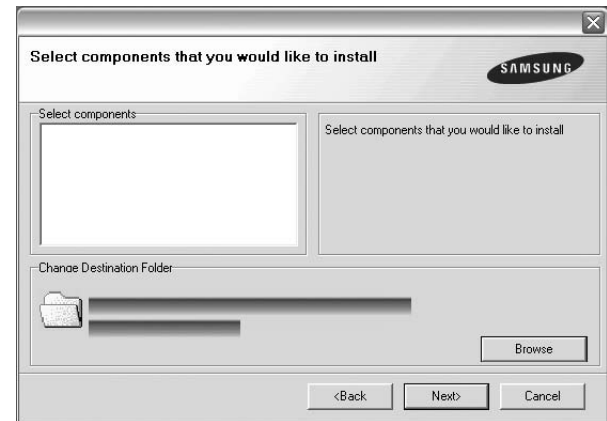 Select components that you would like to install
SAMSUNG
Select components
Select components that you would like to install
Change Destination Folder
Browse
<Back
Next>
Cancel